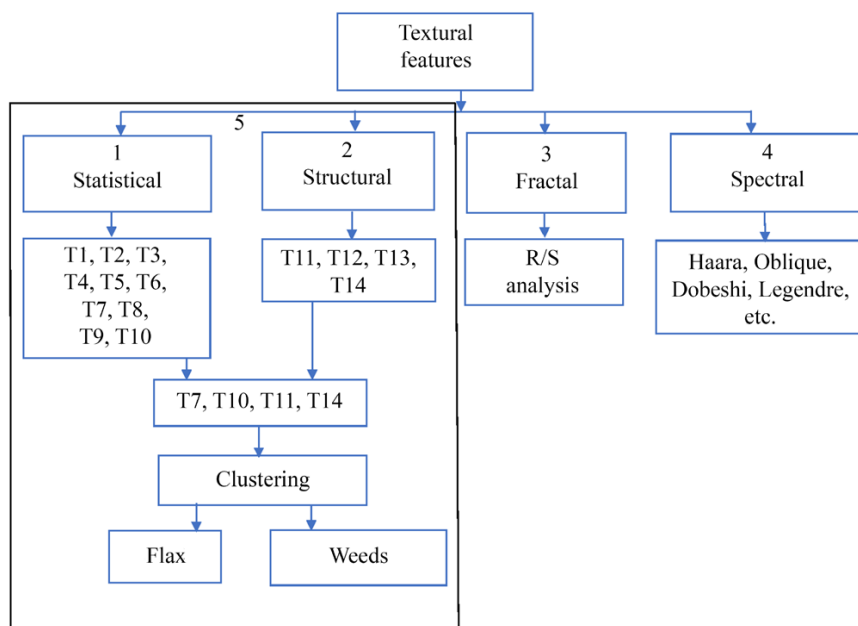 Textural
features
5
1
Statistical
2
Structural
3
Fractal
4
Spectral
T1, T2, T3,
T4, T5, T6,
T7, T8,
T9, T10
T11, T12, T13,
T14
R/S
analysis
Haara, Oblique,
Dobeshi, Legendre,
etc.
T7, T10, T11, T14
Clustering
Flax
Weeds